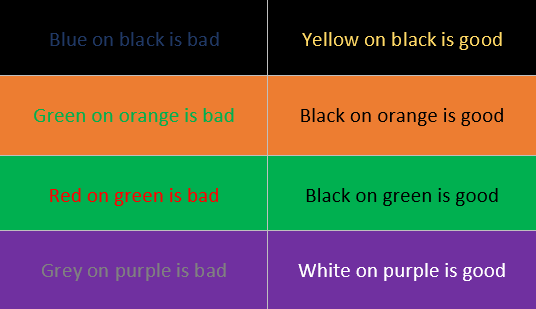 Blue on black is bad
Yellow on black is good
Green on orange is bad
Black on orange is good
Red on green is bad
Black on green is good
Grey on purple is bad
White on purple is good